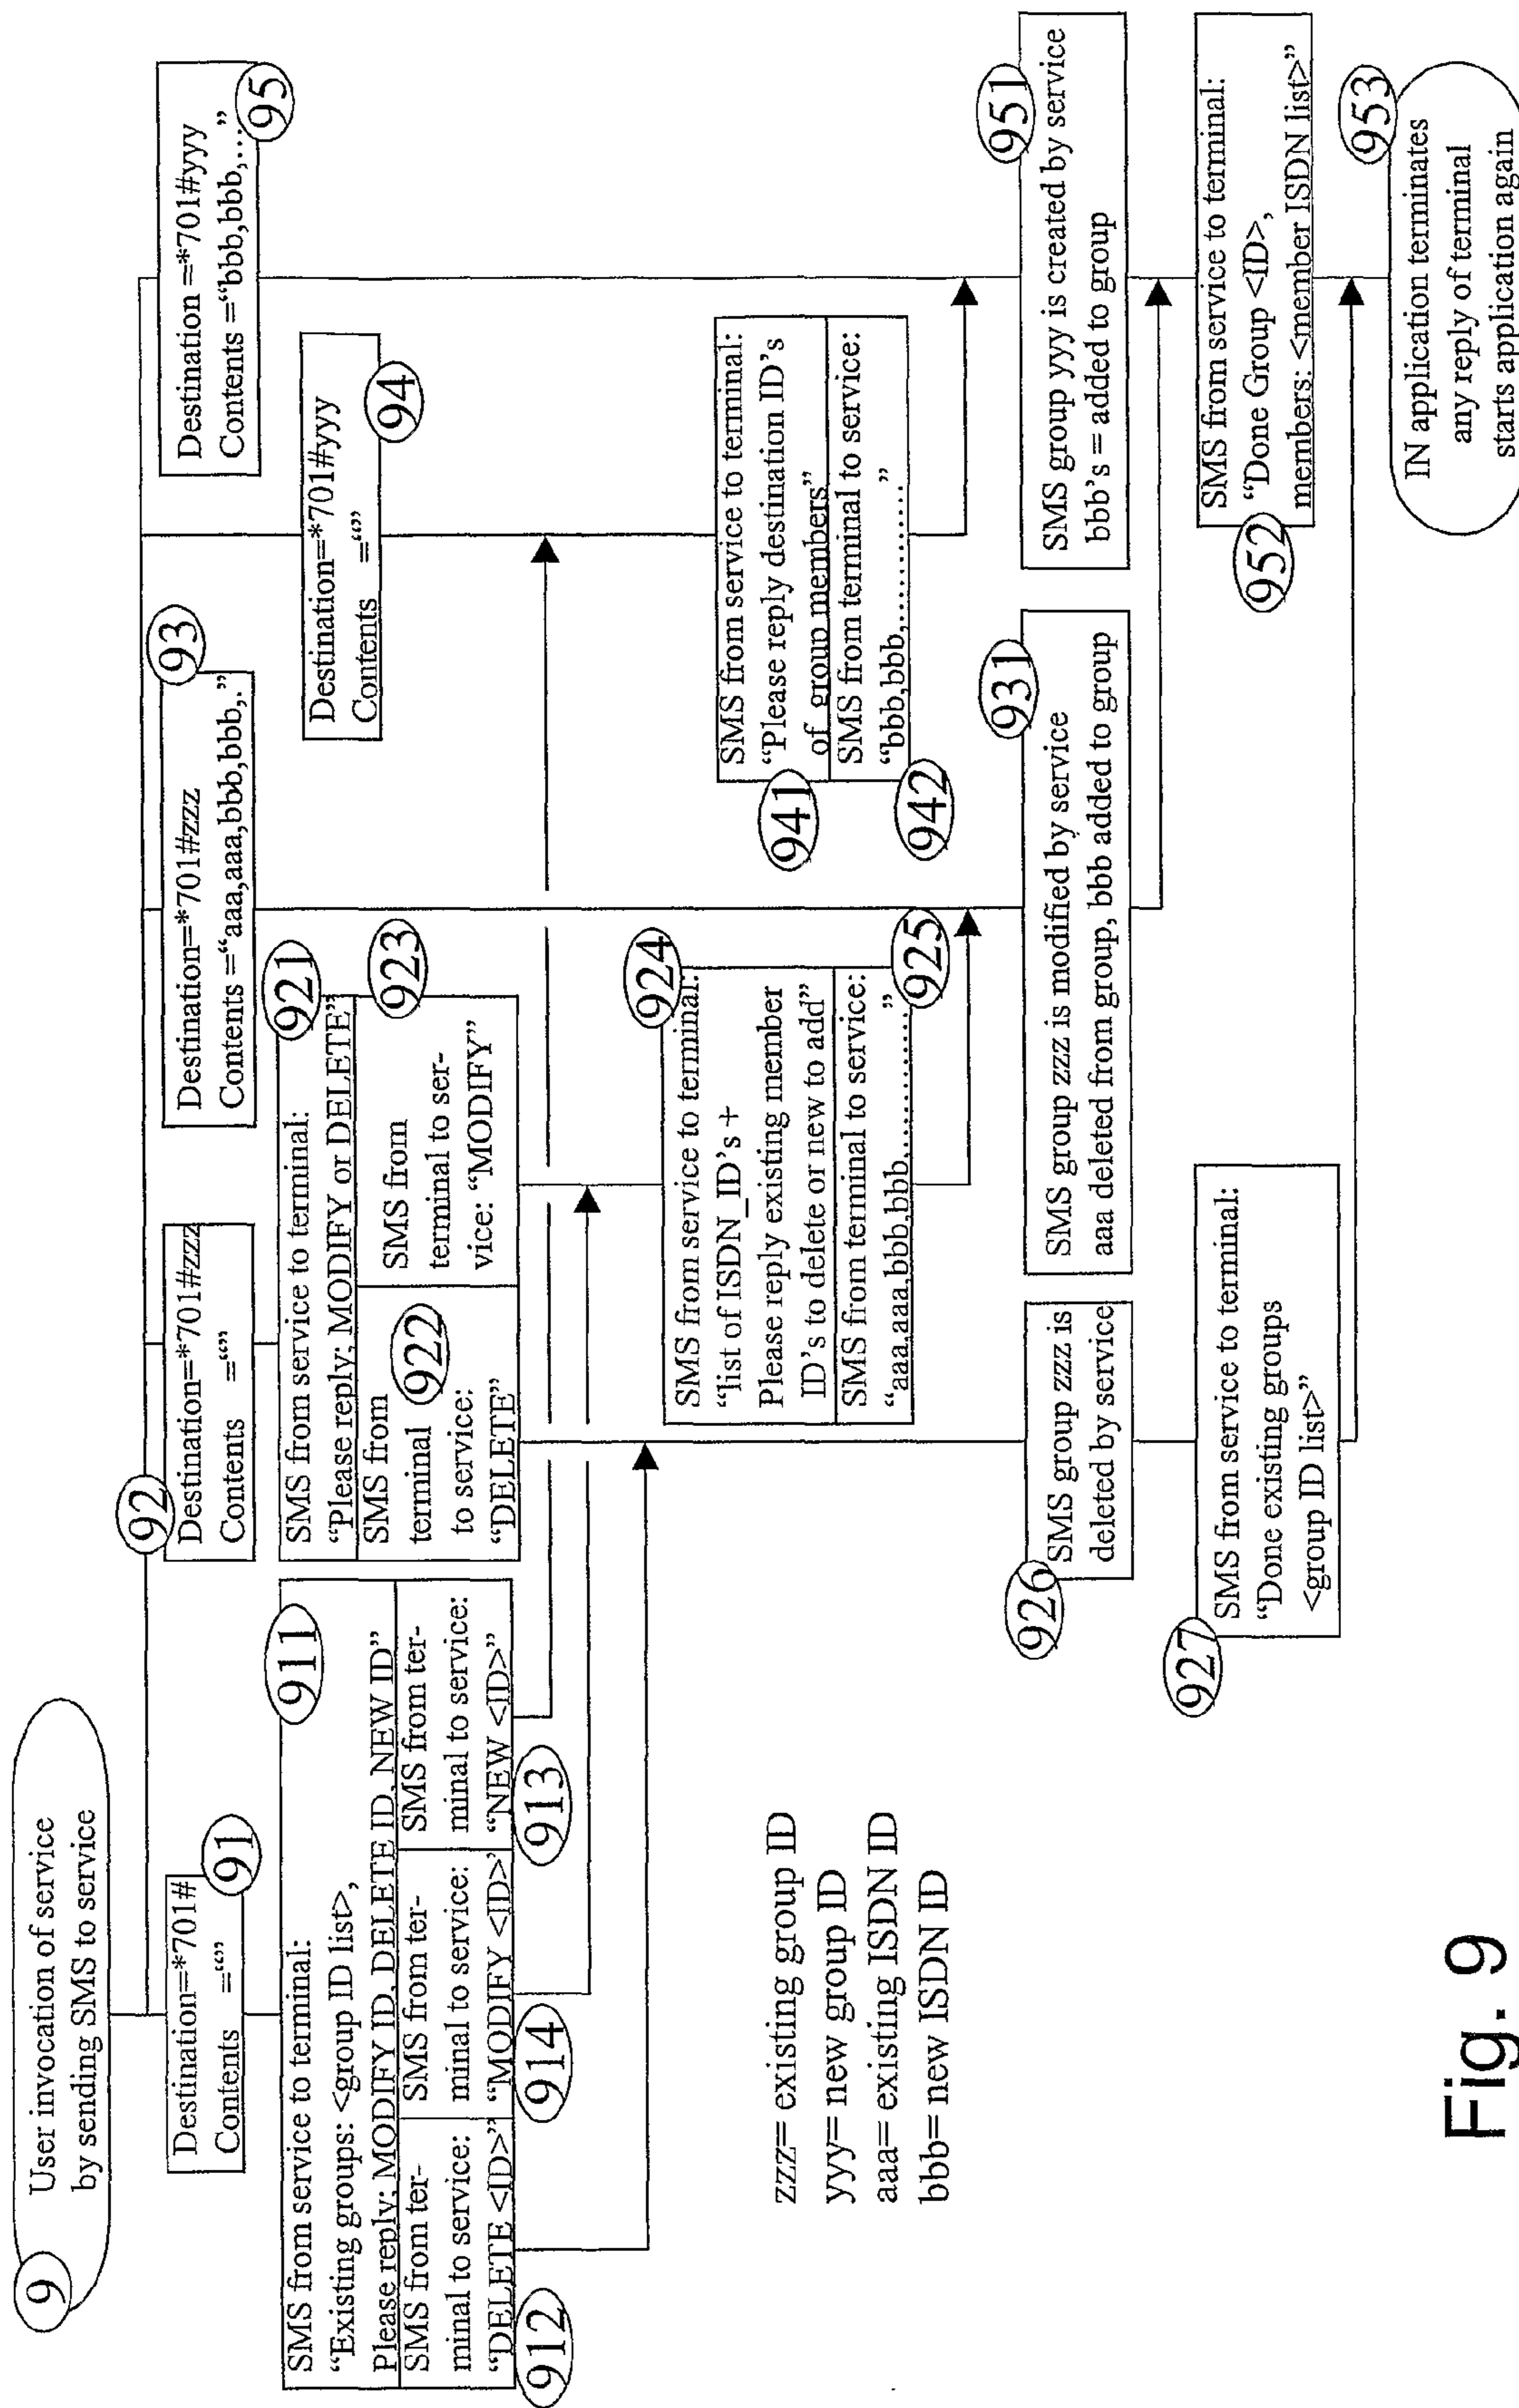 9
User invocation of service
by sending SMS to service
Destination=*701#
Contents =“”
91
92
Destination=*701#zzz
Contents =“”
Destination=*701#zzz
Contents =“aaa,aaa,bbb,bbb,.”
93
Destination=*701#yyy
Contents =“”
94
Destination =*701#yyy
Contents =“bbb,bbb,...”
95
SMS from service to terminal:
“Existing groups: <group ID list>,
Please reply; MODIFY ID, DELETE ID, NEW ID”
911
SMS from ter-
minal to service:
“DELETE <ID>”
912
SMS from ter-
minal to service:
“MODIFY <ID>’
914
SMS from ter-
minal to service:
“NEW <ID>”
913
SMS from service to terminal:
“Please reply; MODIFY or DELETE”
921
SMS from
terminal
to service:
“DELETE”
922
SMS from
terminal to ser-
vice: “MODIFY”
923
SMS from service to terminal:
“list of ISDN_ID's +
Please reply existing member
ID's to delete or new to add”
924
SMS from terminal to service:
“aaa,aaa,bbb,bbb,..............”
925
SMS from service to terminal:
“Please reply destination ID's
of group members”
941
SMS from terminal to service:
“bbb,bbb,.............”
942
zzz= existing group ID
yyy= new group ID
aaa= existing ISDN ID
bbb= new ISDN ID
926
SMS group zzz is
deleted by service
SMS group zzz is modified by service
aaa deleted from group, bbb added to group
931
SMS group yyy is created by service
bbb's = added to group
951
927
SMS from service to terminal:
“Done existing groups
<group ID list>”
SMS from service to terminal:
“Done Group <ID>,
members: <member ISDN list>”
952
IN application terminates
any reply of terminal
starts application again
953
Fig. 9